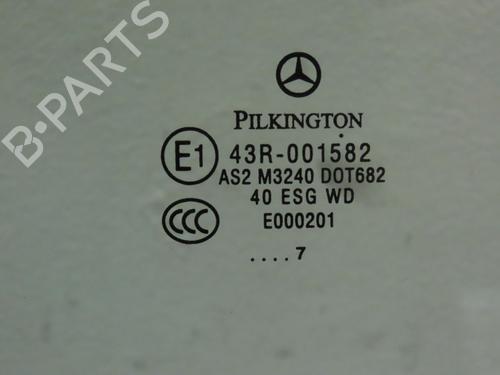 B-PARTS
PILKINGTON
E1 43R-001582
AS2 M3240 DOT682
40 ESG WD
CCC E000201
....7